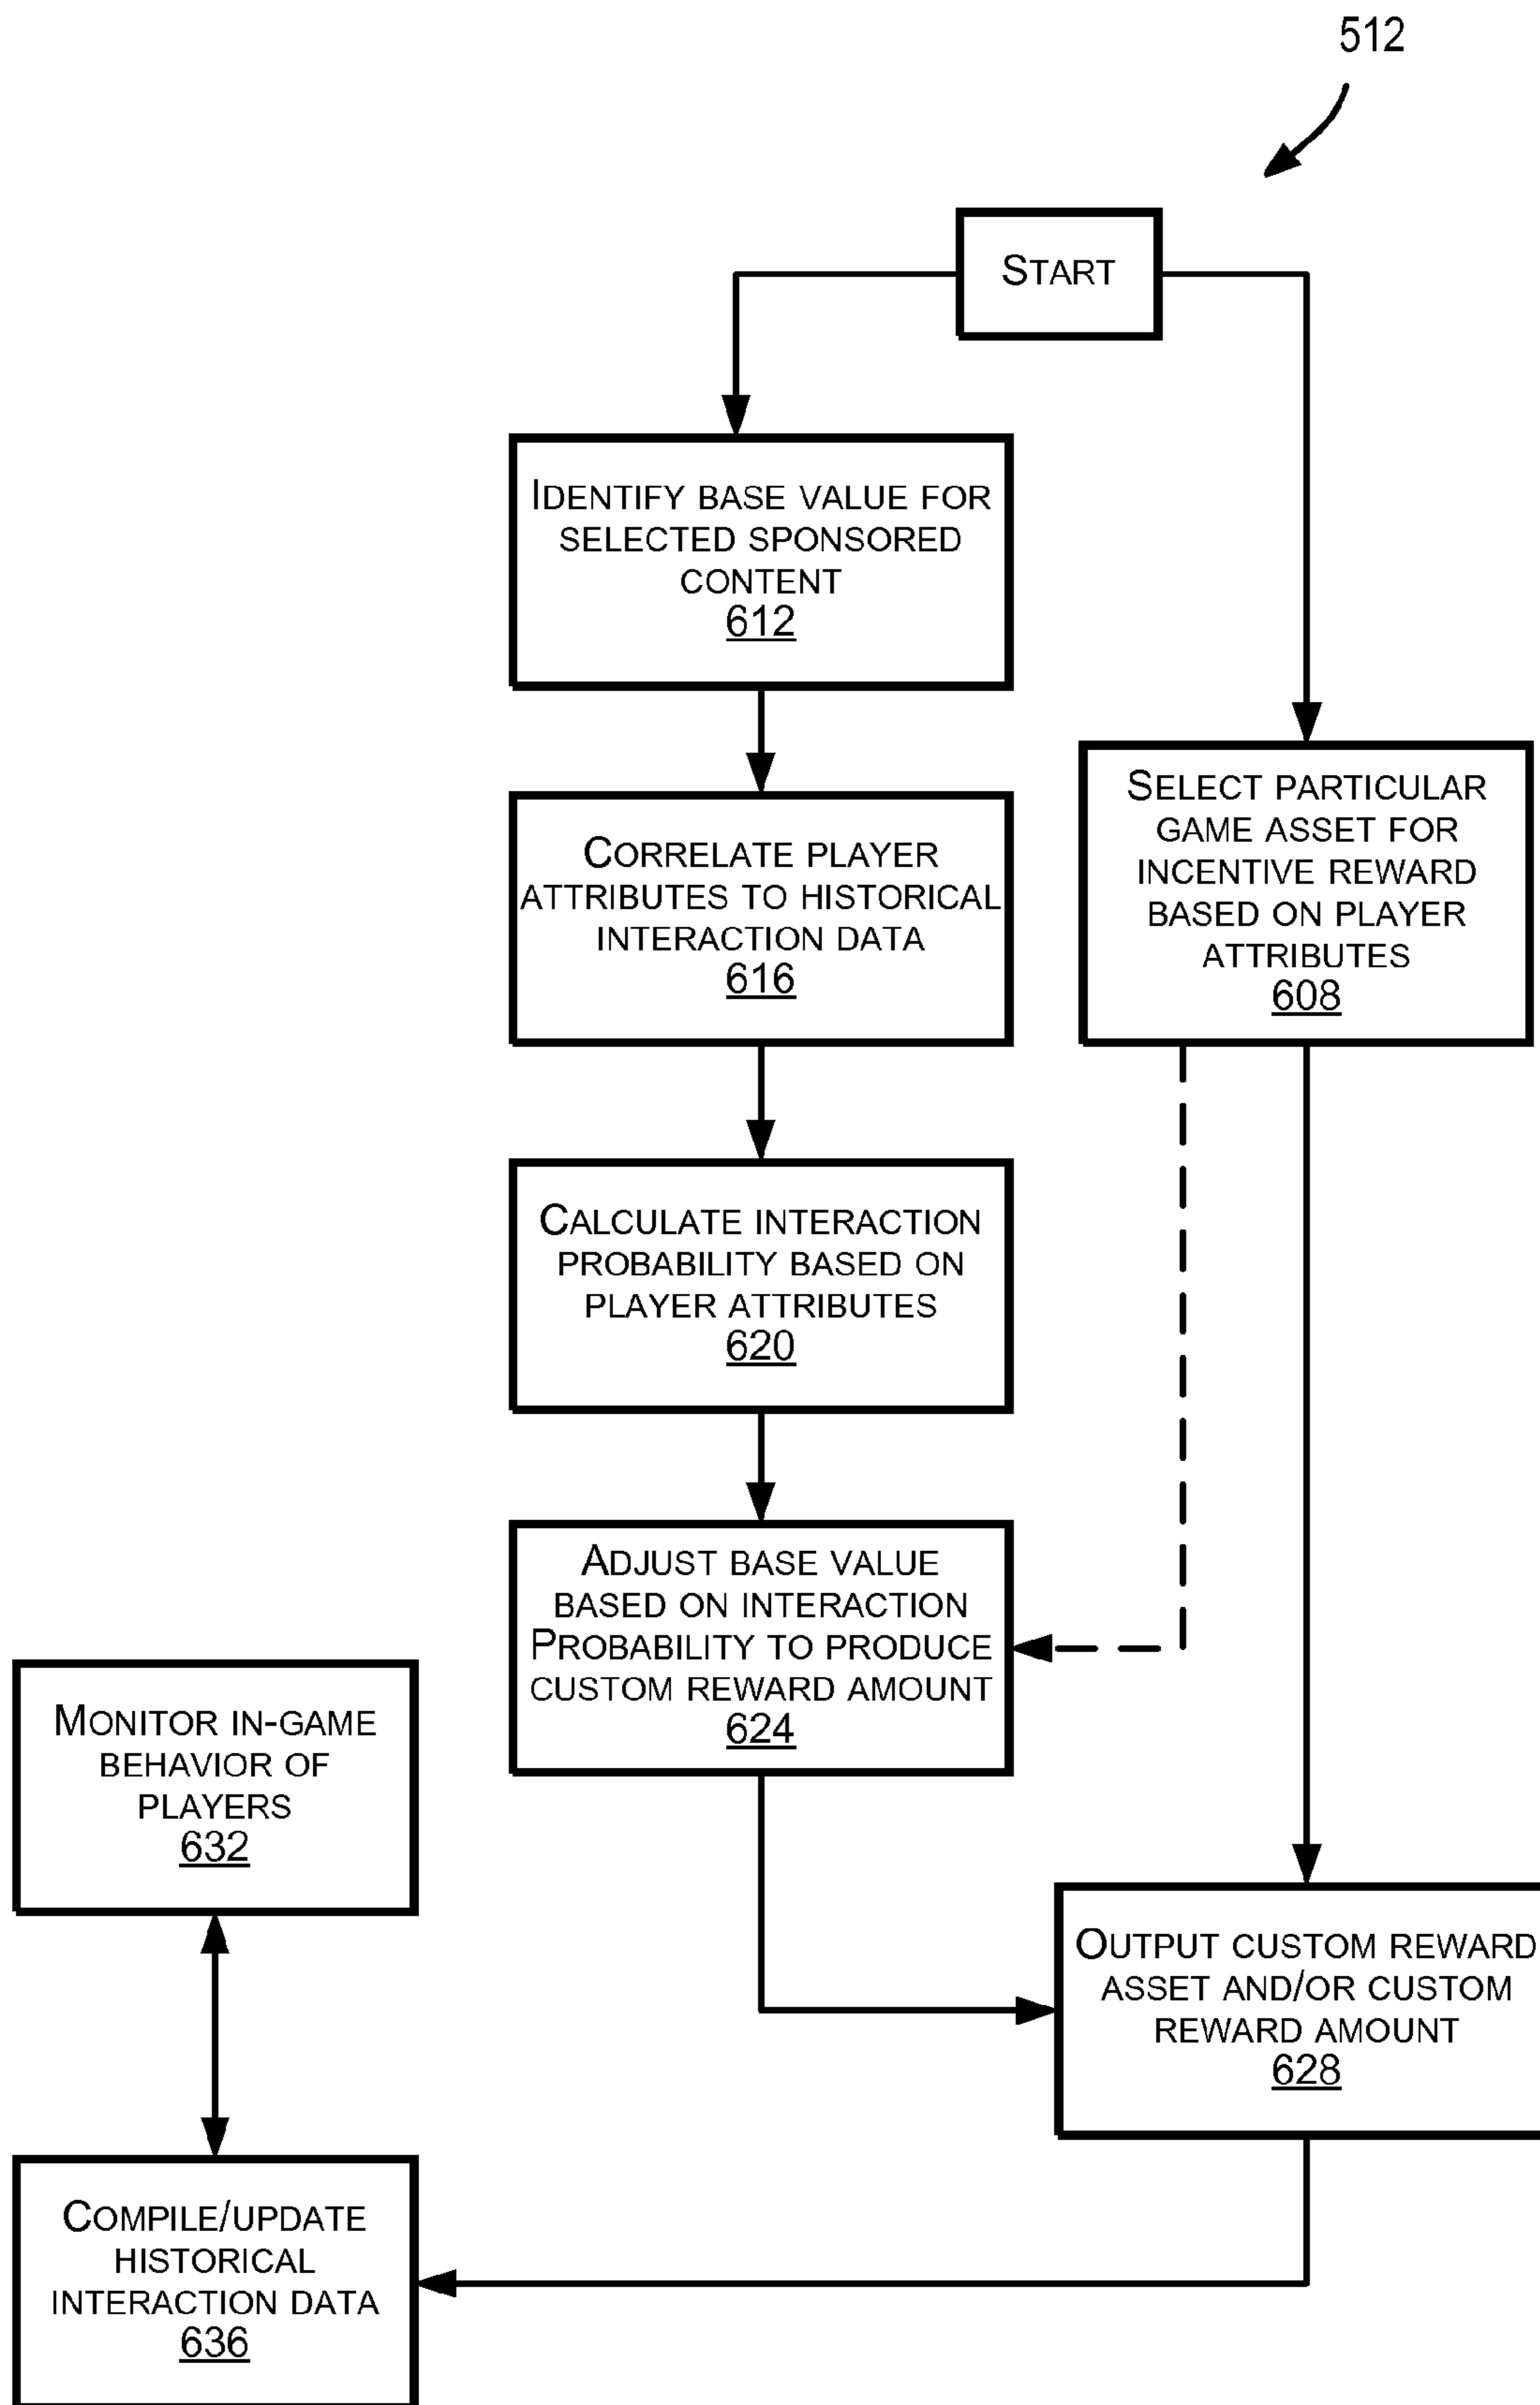 512
START
IDENTIFY BASE VALUE FOR
SELECTED SPONSORED
CONTENT
612
SELECT PARTICULAR
GAME ASSET FOR
INCENTIVE REWARD
BASED ON PLAYER
ATTRIBUTES
608
CORRELATE PLAYER
ATTRIBUTES TO HISTORICAL
INTERACTION DATA
616
CALCULATE INTERACTION
PROBABILITY BASED ON
PLAYER ATTRIBUTES
620
ADJUST BASE VALUE
BASED ON INTERACTION
PROBABILITY TO PRODUCE
CUSTOM REWARD AMOUNT
624
MONITOR IN-GAME
BEHAVIOR OF
PLAYERS
632
OUTPUT CUSTOM REWARD
ASSET AND/OR CUSTOM
REWARD AMOUNT
628
COMPILE/UPDATE
HISTORICAL
INTERACTION DATA
636